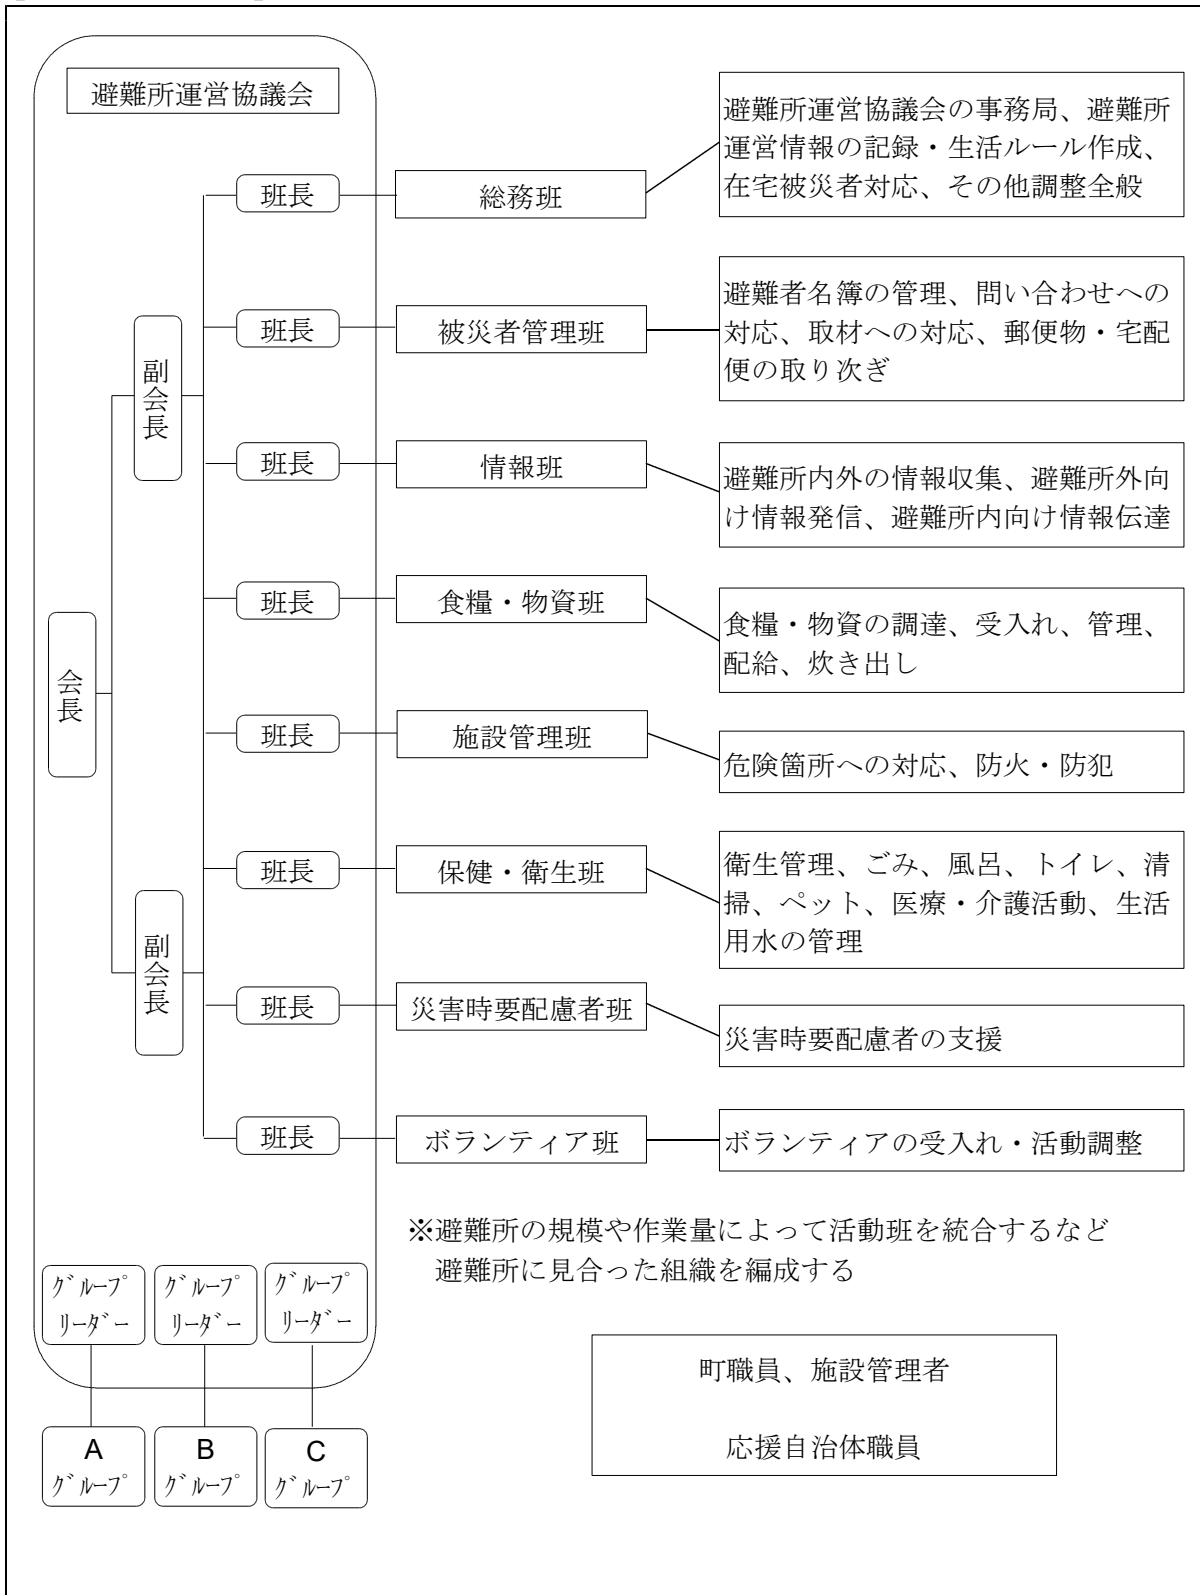 避難所運営協議会
班長
総務班
避難所運営協議会の事務局、避難所
運営情報の記録・生活ルール作成、
在宅被災者対応、その他調整全般
班長
被災者管理班
避難者名簿の管理、問い合わせへの
対応、取材への対応、郵便物・宅配
便の取り次ぎ
副会長
班長
情報班
避難所内外の情報収集、避難所外向
け情報発信、避難所内向け情報伝達
班長
食糧・物資班
食糧・物資の調達、受入れ、管理、
配給、炊き出し
会長
班長
施設管理班
危険箇所への対応、防火・防犯
班長
保健・衛生班
衛生管理、ごみ、風呂、トイレ、清
掃、ペット、医療・介護活動、生活
用水の管理
副会長
班長
災害時要配慮者班
災害時要配慮者の支援
班長
ボランティア班
ボランティアの受入れ・活動調整
※避難所の規模や作業量によって活動班を統合するなど
避難所に見合った組織を編成する
グループ
リーダー
グループ
リーダー
グループ
リーダー
A
グループ
B
グループ
C
グループ
町職員、施設管理者
応援自治体職員